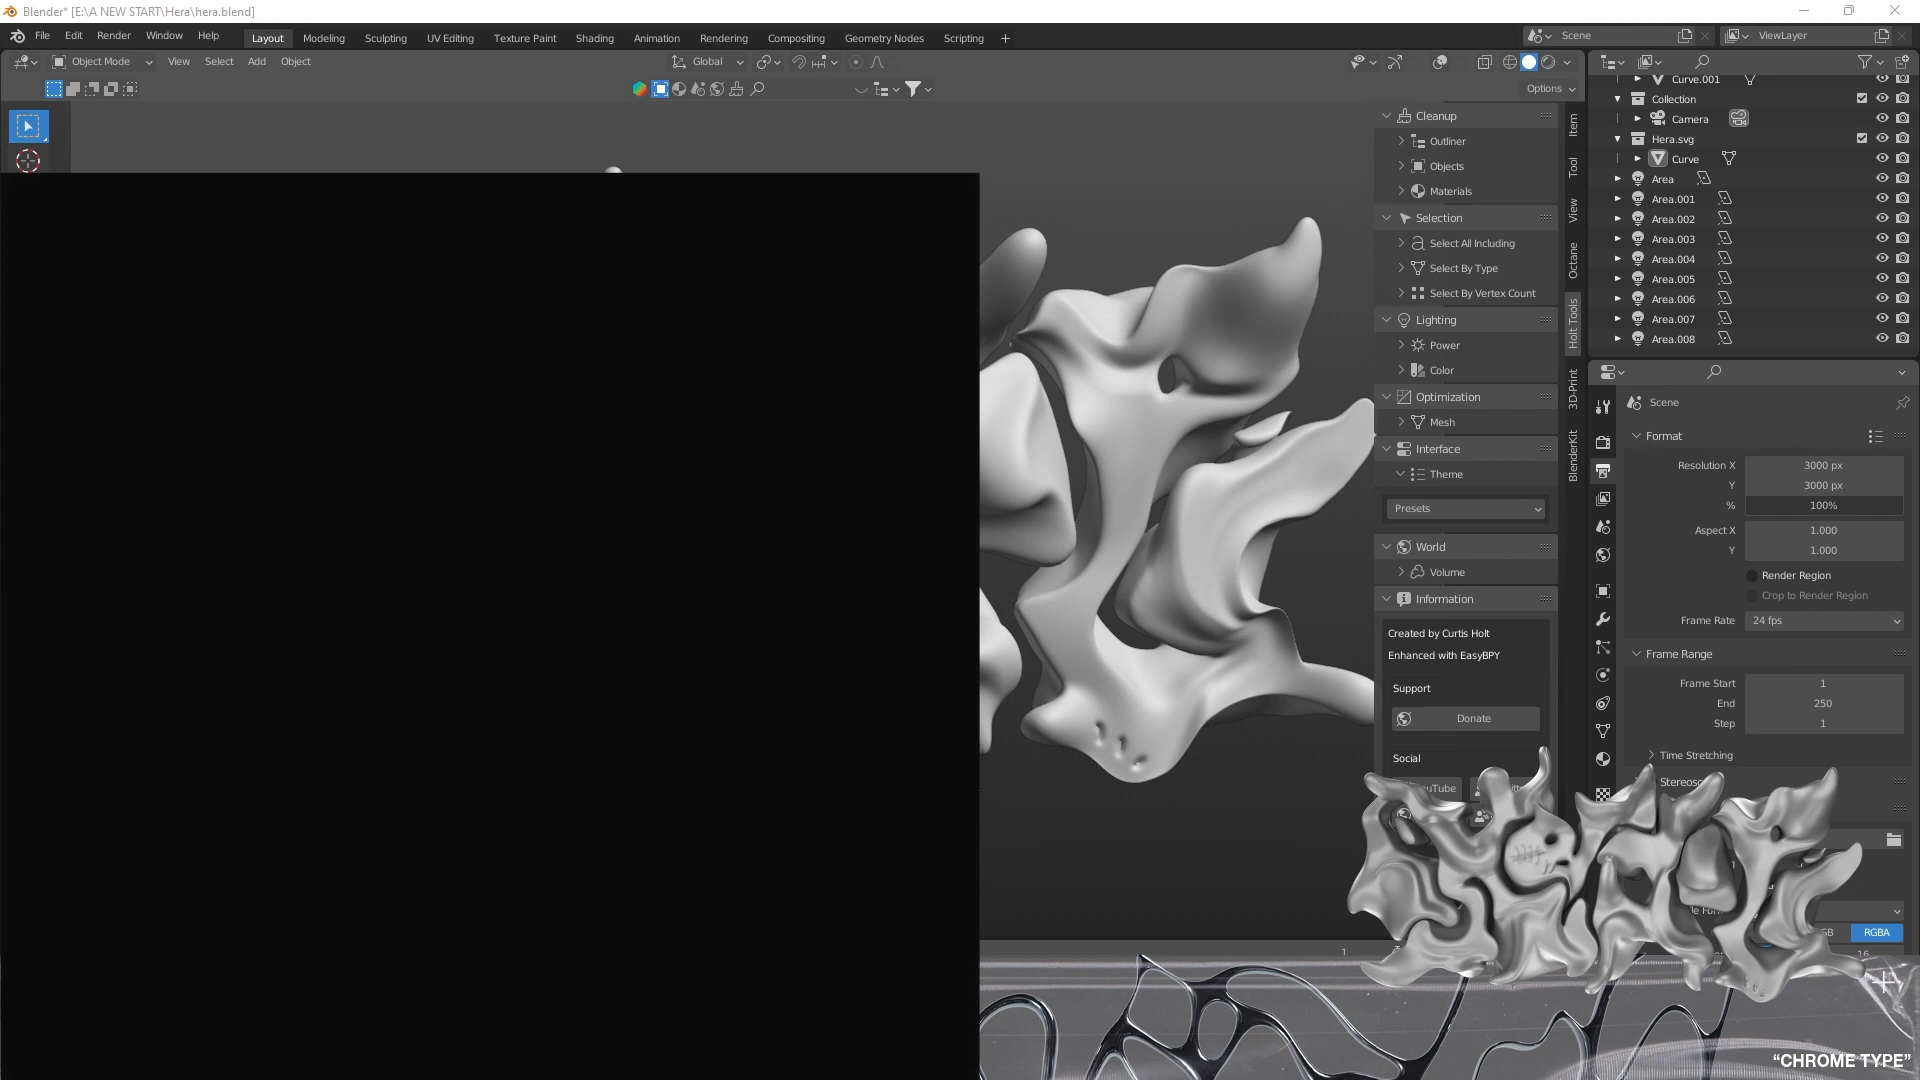 Blender* [E:\A NEW START\Hera\hera.blend]
File Edit Render Window Help
Layout Modeling Sculpting UV Editing Texture Paint Shading Animation Rendering Compositing Geometry Nodes Scripting +
Scene
ViewLayer
Object Mode View Select Add Object
Global
Options
Cleanup
Outliner
Objects
Materials
Selection
Select All Including
Select By Type
Select By Vertex Count
Lighting
Power
Color
Optimization
Mesh
Interface
Theme
Presets
World
Volume
Information
Created by Curtis Holt
Enhanced with EasyBPY
Support
Donate
Social
uTube
Item
Tool
View
Octane
Holt Tools
3D-Print
BlenderKit
Curve.001
Collection
Camera
Hera.svg
Curve
Area
Area.001
Area.002
Area.003
Area.004
Area.005
Area.006
Area.007
Area.008
Scene
Format
Resolution X 3000 px
Y 3000 px
% 100%
Aspect X 1.000
Y 1.000
Render Region
Crop to Render Region
Frame Rate 24 fps
Frame Range
Frame Start 1
End 250
Step 1
Time Stretching
Stereosc
GB RGBA
16
1
“CHROME TYPE”